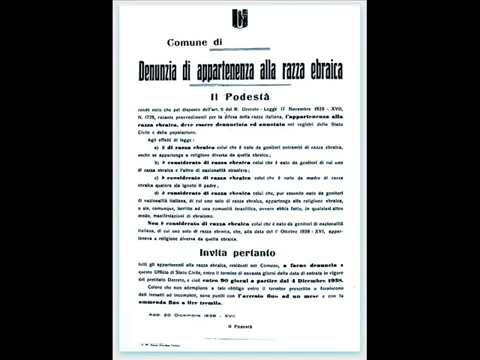 Comune di
Denunzia di appartenenza alla razza ebraica
Il Podestà
rende noto che pel disposto dell'art. 9 del R. Decreto - Legge 17 Novembre 1938 - XVII,
N. 1728, recante provvedimenti per la difesa della razza italiana, l'appartenenza alla
razza ebraica, deve essere denunciata ed annotata nei registri dello Stato
Civile e della popolazione.
Agli effetti di legge :
a) è di razza ebraica colui che è nato da genitori entrambi di razza ebraica,
anche se appartenga a religione diversa da quella ebraica ;
b) è considerato di razza ebraica colui che è nato da genitori di cui uno
di razza ebraica e l'altro di nazionalità straniera ;
c) è considerato di razza ebraica colui che è nato da madre di razza
ebraica qualora sia ignoto il padre ;
d) è considerato di razza ebraica colui che, pur essendo nato da genitori
di nazionalità italiana, di cui uno solo di razza ebraica, appartenga alla religione ebraica,
o sia, comunque, iscritto ad una comunità israelitica, ovvero abbia fatto, in qualsiasi altro
modo, manifestazioni di ebraismo.
Non è considerato di razza ebraica colui che è nato da genitori di nazionalità
italiana, di cui uno solo di razza ebraica, che, alla data del 1° Ottobre 1938 - XVI, appar-
teneva a religione diversa da quella ebraica.
Invita pertanto
tutti gli appartenenti alla razza ebraica, residenti nel Comune, a farne denuncia a
questo Ufficio di Stato Civile, entro il termine di novanta giorni dalla data di entrata in vigore
del precitato Decreto, e cioè entro 90 giorni a partire dal 4 Dicembre 1938.
Coloro che non adempiano a tale obbligo entro il termine prescritto o forniscano
dati inesatti od incompleti, sono puniti con l'arresto fino ad un mese e con la
ammenda fino a lire tremila.
Addì 20 Dicembre 1938 - XVII
Il Podestà